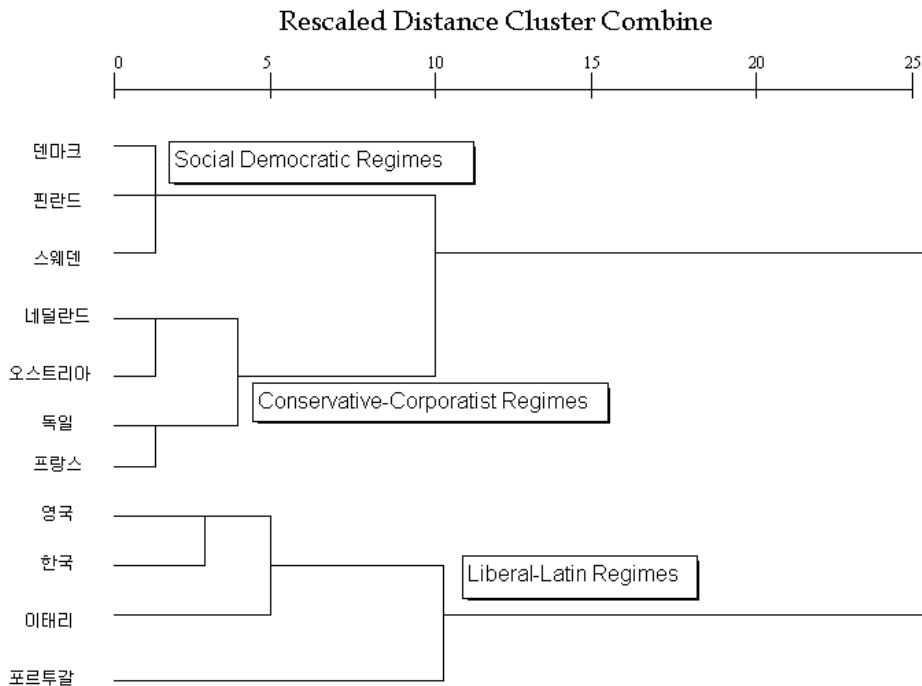 Rescaled Distance Cluster Combine
0 5 10 15 20 25
덴마크
Social Democratic Regimes
핀란드
스웨덴
네덜란드
오스트리아
Conservative-Corporatist Regimes
독일
프랑스
영국
한국
Liberal-Latin Regimes
이태리
포르투갈